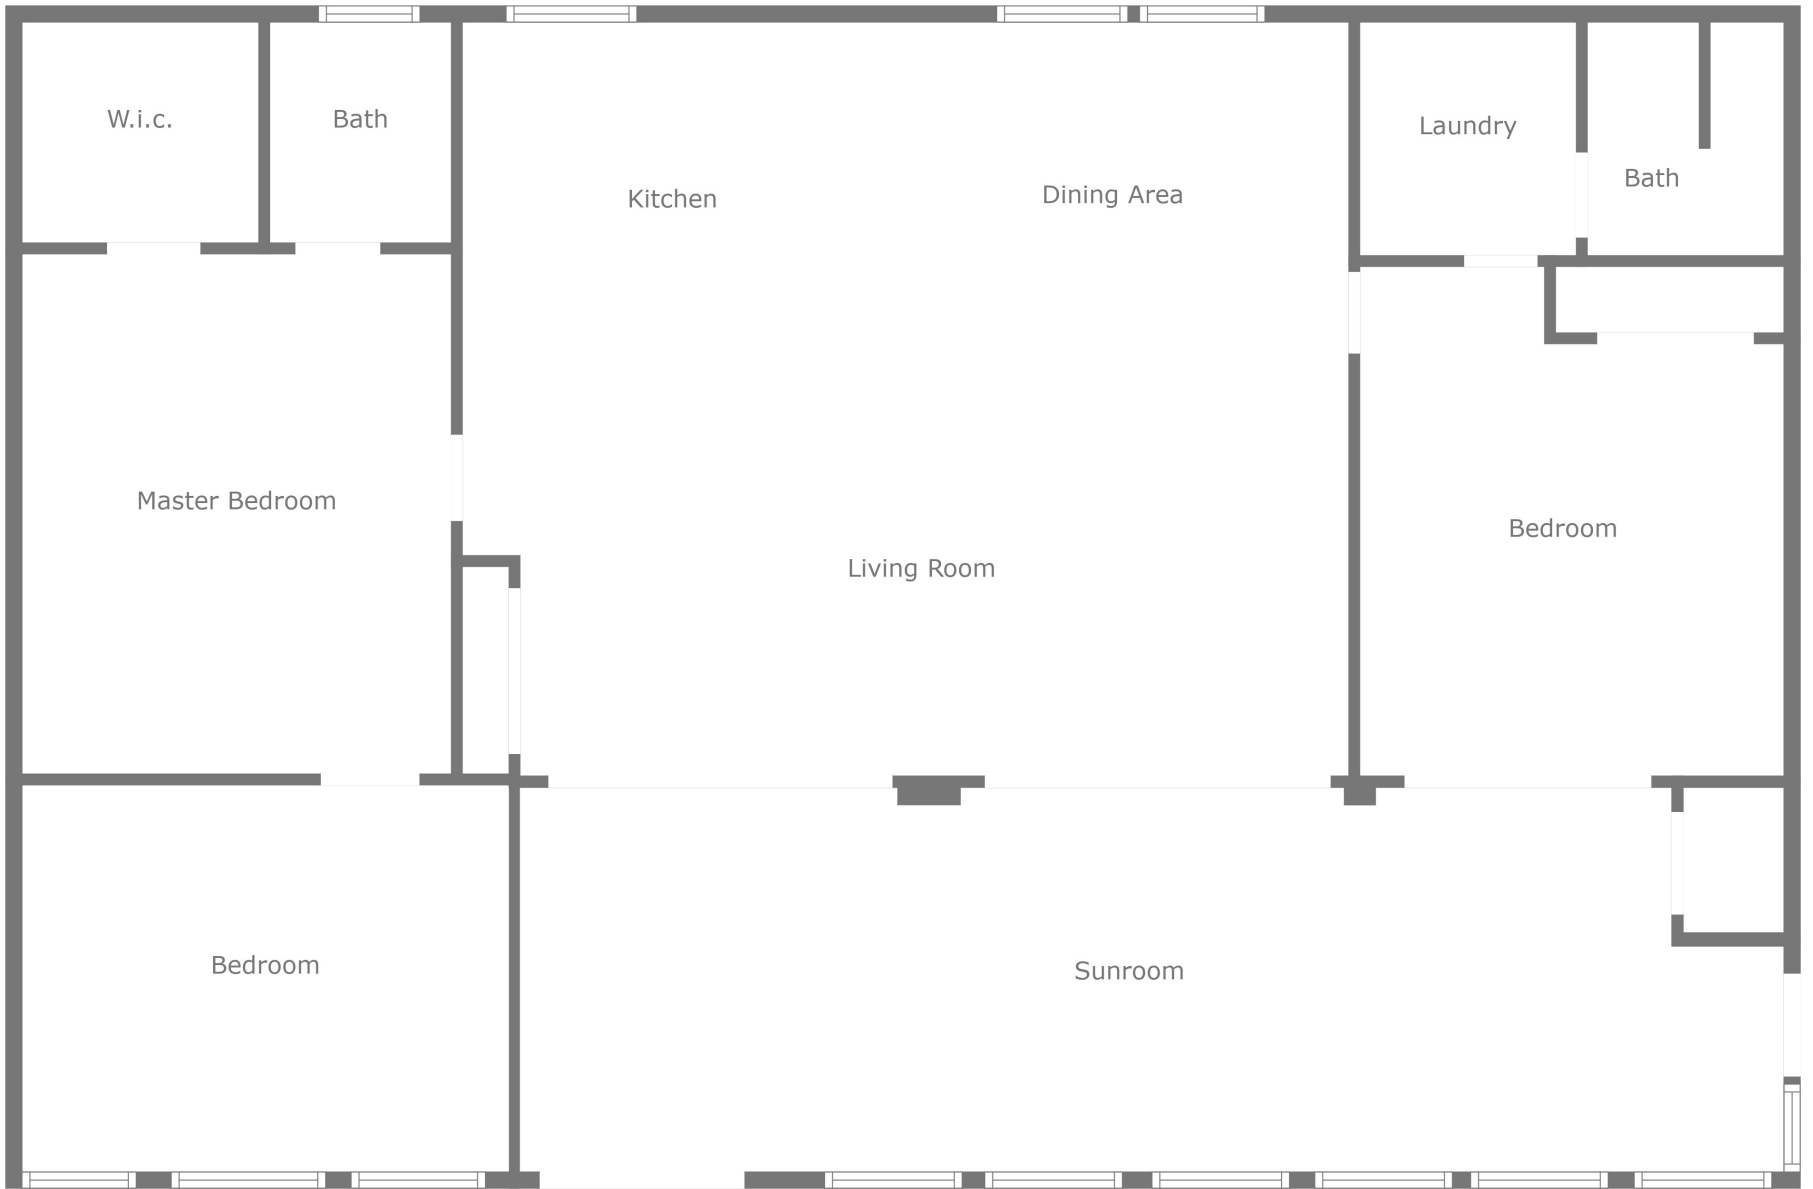 W.i.c.
Bath
Laundry
Bath
Kitchen
Dining Area
Master Bedroom
Bedroom
Living Room
Bedroom
Sunroom